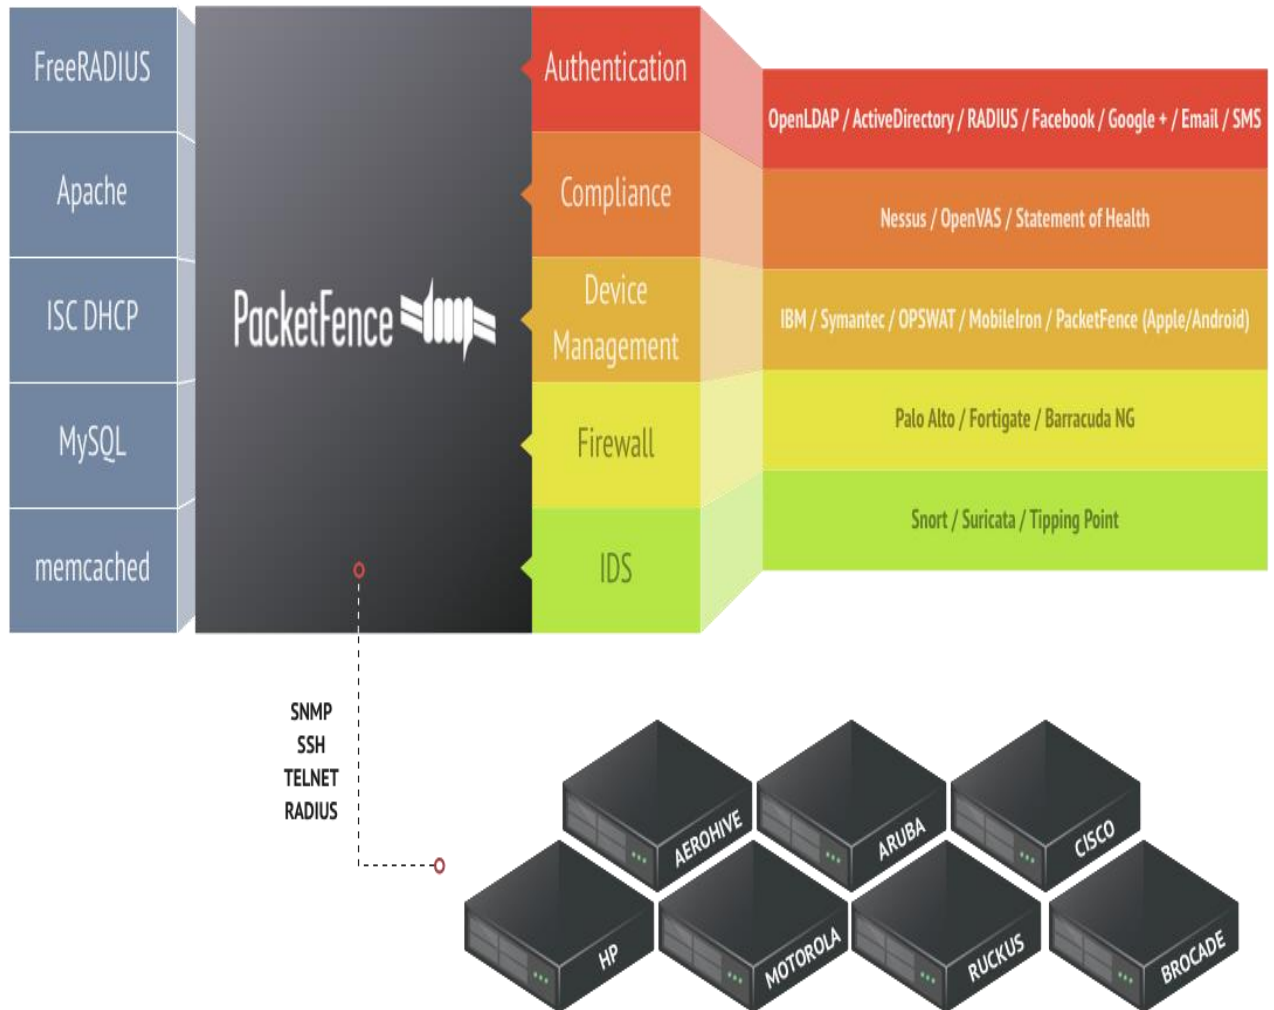 FreeRADIUS
Apache
ISC DHCP
MySQL
memcached
PacketFence
Authentication
Compliance
Device
Management
Firewall
IDS
OpenLDAP / ActiveDirectory / RADIUS / Facebook / Google + / Email / SMS
Nessus / OpenVAS / Statement of Health
IBM / Symantec / OPSWAT / MobileIron / PacketFence (Apple/Android)
Palo Alto / Fortigate / Barracuda NG
Snort / Suricata / Tipping Point
SNMP
SSH
TELNET
RADIUS
AEROHIVE
ARUBA
CISCO
HP
MOTOROLA
RUCKUS
BROCADE